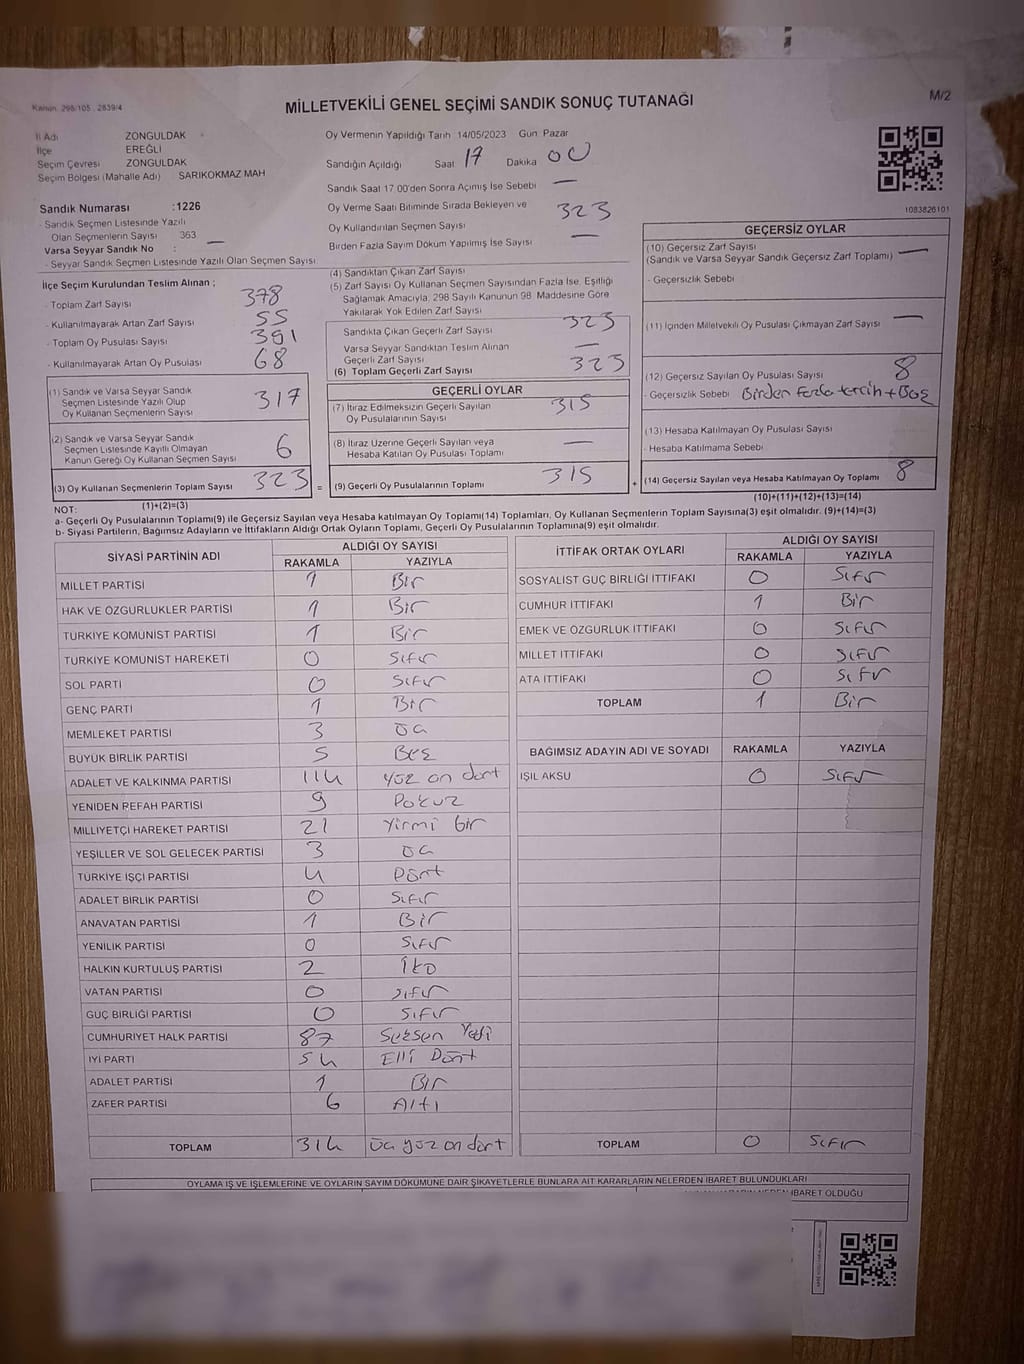 Kanun 298/105 , 2839/4
MİLLETVEKİLİ GENEL SEÇİMİ SANDIK SONUÇ TUTANAĞI
M/2
İl Adı ZONGULDAK
İlçe EREĞLİ
Seçim Çevresi ZONGULDAK
Seçim Bölgesi (Mahalle Adı) SARIKOKMAZ MAH
Sandık Numarası :1226
- Sandık Seçmen Listesinde Yazılı
Olan Seçmenlerin Sayısı 363
Varsa Seyyar Sandık No : —
- Seyyar Sandık Seçmen Listesinde Yazılı Olan Seçmen Sayısı
Oy Vermenin Yapıldığı Tarih 14/05/2023 Gün Pazar
Sandığın Açıldığı Saat 17 Dakika 00
Sandık Saat 17 00'den Sonra Açımış İse Sebebi —
Oy Verme Saati Bitiminde Sırada Bekleyen ve
Oy Kullandırılan Seçmen Sayısı 323
Birden Fazla Sayım Döküm Yapılmış İse Sayısı —
1083826101
İlçe Seçim Kurulundan Teslim Alınan ;
- Toplam Zarf Sayısı 378
- Kullanılmayarak Artan Zarf Sayısı 55
- Toplam Oy Pusulası Sayısı 391
- Kullanılmayarak Artan Oy Pusulası 68
(1) Sandık ve Varsa Seyyar Sandık
Seçmen Listesinde Yazılı Olup
Oy Kullanan Seçmenlerin Sayısı 317
(2) Sandık ve Varsa Seyyar Sandık
Seçmen Listesinde Kayıtlı Olmayan
Kanun Gereği Oy Kullanan Seçmen Sayısı 6
(3) Oy Kullanan Seçmenlerin Toplam Sayısı 323 =
(1)+(2)=(3)
(4) Sandıktan Çıkan Zarf Sayısı
(5) Zarf Sayısı Oy Kullanan Seçmen Sayısından Fazla İse, Eşitliği
Sağlamak Amacıyla, 298 Sayılı Kanunun 98 Maddesine Göre
Yakılarak Yok Edilen Zarf Sayısı
Sandıkta Çıkan Geçerli Zarf Sayısı 323
Varsa Seyyar Sandıktan Teslim Alınan
Geçerli Zarf Sayısı —
(6) Toplam Geçerli Zarf Sayısı 323
GEÇERLİ OYLAR
(7) İtiraz Edilmeksizin Geçerli Sayılan
Oy Pusulalarının Sayısı 315
(8) İtiraz Üzerine Geçerli Sayılan veya
Hesaba Katılan Oy Pusulası Toplamı —
(9) Geçerli Oy Pusulalarının Toplamı 315 +
GEÇERSİZ OYLAR
(10) Geçersiz Zarf Sayısı
(Sandık ve Varsa Seyyar Sandık Geçersiz Zarf Toplamı) —
- Geçersizlik Sebebi
(11) İçinden Milletvekili Oy Pusulası Çıkmayan Zarf Sayısı —
(12) Geçersiz Sayılan Oy Pusulası Sayısı 8
- Geçersizlik Sebebi Birden Fazla tercih + Boş
(13) Hesaba Katılmayan Oy Pusulası Sayısı
- Hesaba Katılmama Sebebi
(14) Geçersiz Sayılan veya Hesaba Katılmayan Oy Toplamı 8
(10)+(11)+(12)+(13)=(14)
NOT:
a- Geçerli Oy Pusulalarının Toplamı(9) ile Geçersiz Sayılan veya Hesaba katılmayan Oy Toplamı(14) Toplamları, Oy Kullanan Seçmenlerin Toplam Sayısına(3) eşit olmalıdır. (9)+(14)=(3)
b- Siyasi Partilerin, Bağımsız Adayların ve İttifakların Aldığı Ortak Oyların Toplamı, Geçerli Oy Pusulalarının Toplamına(9) eşit olmalıdır.
SİYASİ PARTİNİN ADI ALDIĞI OY SAYISI
RAKAMLA YAZIYLA
MİLLET PARTİSİ 1 Bir
HAK VE ÖZGÜRLÜKLER PARTİSİ 1 Bir
TÜRKİYE KOMÜNİST PARTİSİ 1 Bir
TÜRKİYE KOMÜNİST HAREKETİ 0 Sıfır
SOL PARTİ 0 Sıfır
GENÇ PARTİ 1 Bir
MEMLEKET PARTİSİ 3 Üç
BÜYÜK BİRLİK PARTİSİ 5 Beş
ADALET VE KALKINMA PARTİSİ 114 yüz on dört
YENİDEN REFAH PARTİSİ 9 Dokuz
MİLLİYETÇİ HAREKET PARTİSİ 21 Yirmi bir
YEŞİLLER VE SOL GELECEK PARTİSİ 3 üç
TÜRKİYE İŞÇİ PARTİSİ 4 Dört
ADALET BİRLİK PARTİSİ 0 Sıfır
ANAVATAN PARTİSİ 1 Bir
YENİLİK PARTİSİ 0 Sıfır
HALKIN KURTULUŞ PARTİSİ 2 İki
VATAN PARTİSİ 0 Sıfır
GÜÇ BİRLİĞİ PARTİSİ 0 Sıfır
CUMHURİYET HALK PARTİSİ 87 Seksen Yedi
İYİ PARTİ 54 Elli Dört
ADALET PARTİSİ 1 Bir
ZAFER PARTİSİ 6 Altı
TOPLAM 314 üç yüz on dört
İTTİFAK ORTAK OYLARI ALDIĞI OY SAYISI
RAKAMLA YAZIYLA
SOSYALİST GÜÇ BİRLİĞİ İTTİFAKI 0 Sıfır
CUMHUR İTTİFAKI 1 Bir
EMEK VE ÖZGÜRLÜK İTTİFAKI 0 Sıfır
MİLLET İTTİFAKI 0 Sıfır
ATA İTTİFAKI 0 Sıfır
TOPLAM 1 Bir
BAĞIMSIZ ADAYIN ADI VE SOYADI RAKAMLA YAZIYLA
IŞIL AKSU 0 Sıfır
TOPLAM 0 Sıfır
OYLAMA İŞ VE İŞLEMLERİNE VE OYLARIN SAYIM DÖKÜMÜNE DAİR ŞİKAYETLERLE BUNLARA AİT KARARLARIN NELERDEN İBARET BULUNDUKLARI
İBARET OLDUĞU